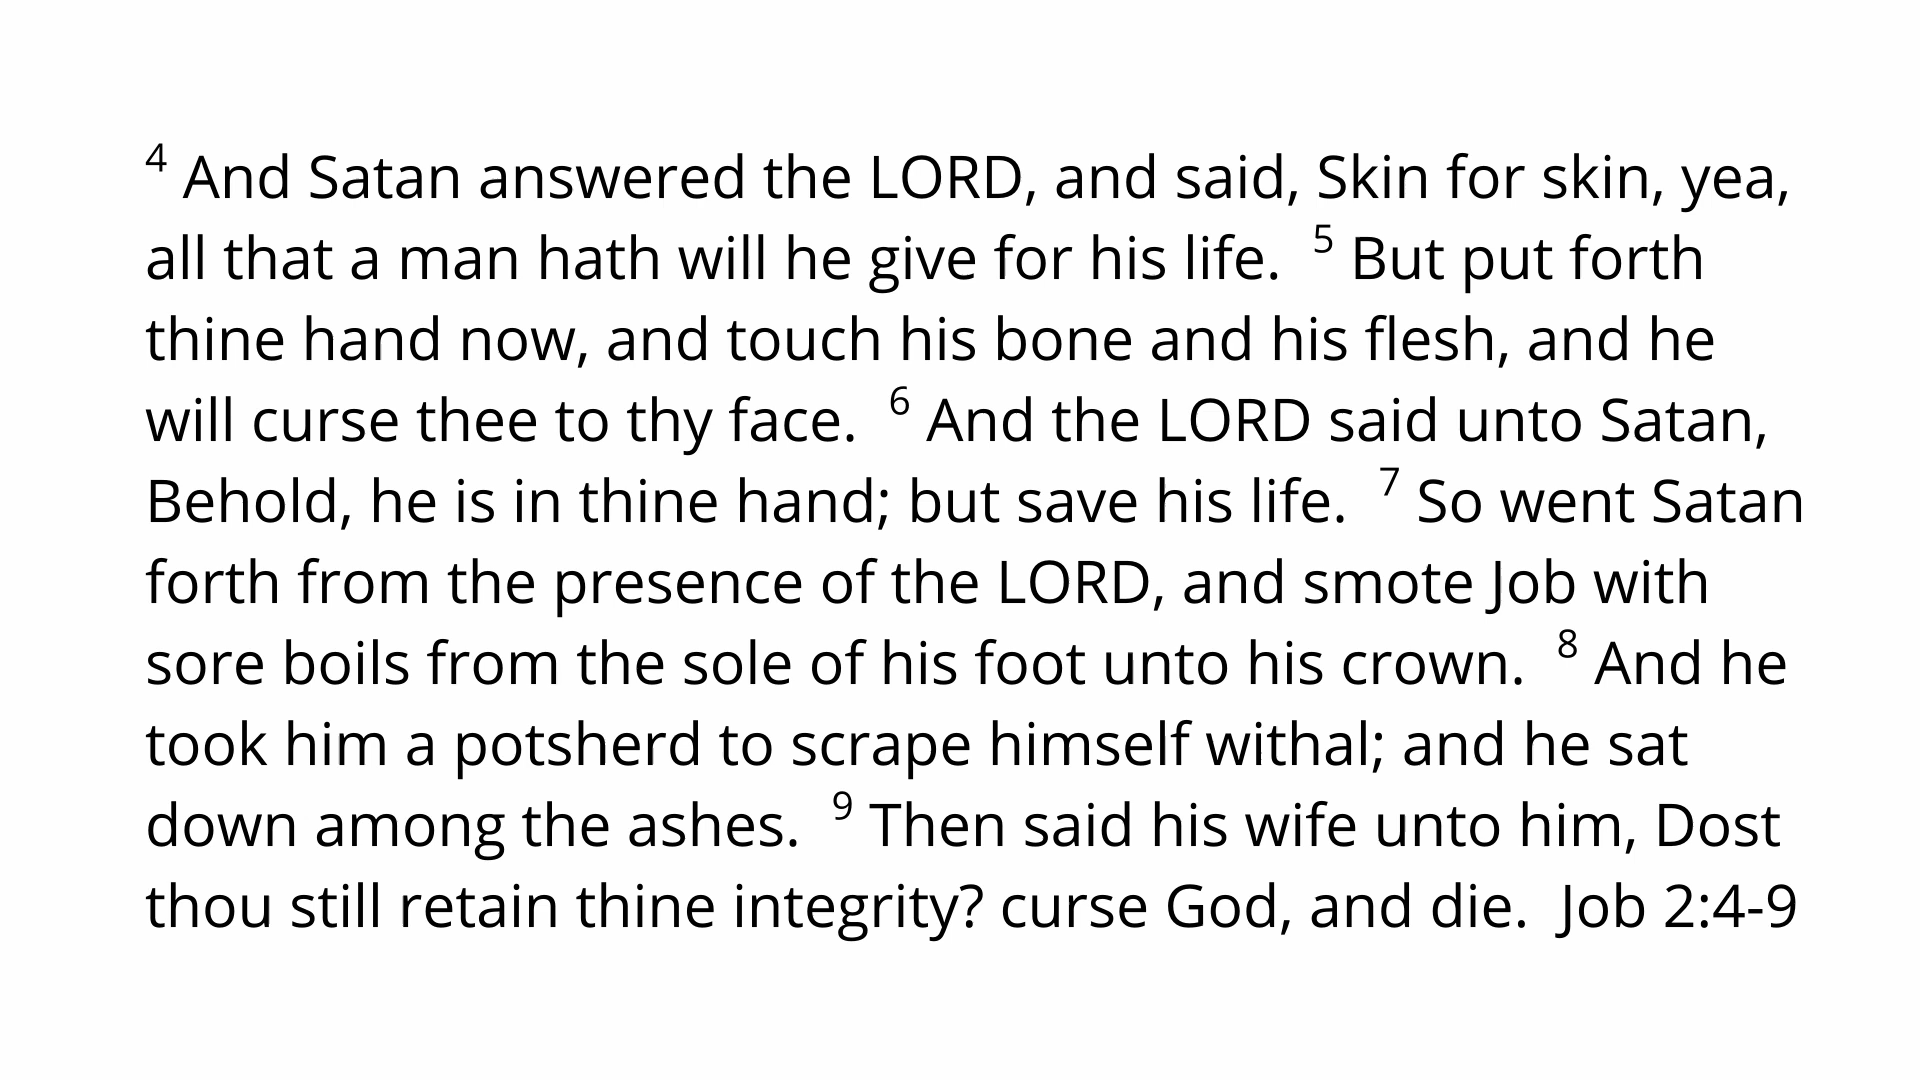 4 And Satan answered the LORD, and said, Skin for skin, yea,
all that a man hath will he give for his life. 5 But put forth
thine hand now, and touch his bone and his flesh, and he
will curse thee to thy face. 6 And the LORD said unto Satan,
Behold, he is in thine hand; but save his life. 7 So went Satan
forth from the presence of the LORD, and smote Job with
sore boils from the sole of his foot unto his crown. 8 And he
took him a potsherd to scrape himself withal; and he sat
down among the ashes. 9 Then said his wife unto him, Dost
thou still retain thine integrity? curse God, and die. Job 2:4-9